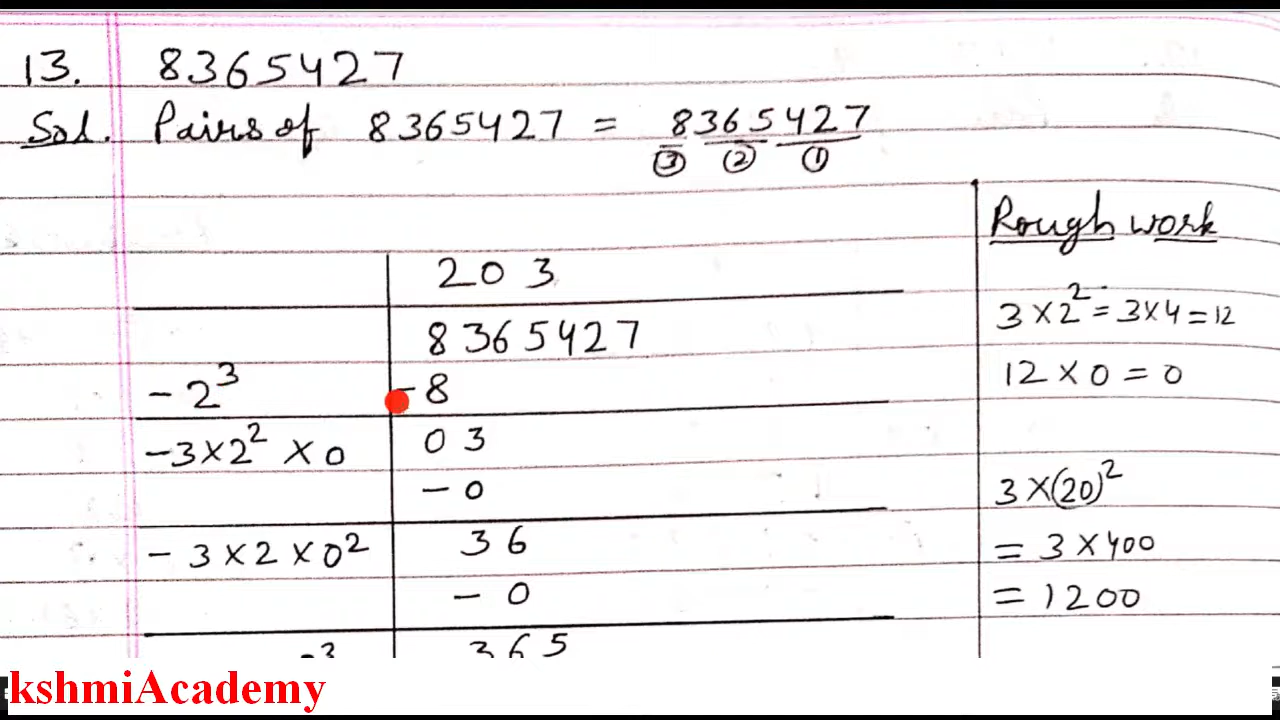 13. 8365427
Sol. Pairs of 8365427 = 8365427
③ ② ①
Rough work
203
8365427
3×2² = 3×4 = 12
-2³ -8
12×0 = 0
-3×2²×0 03
-0
3×(20)²
-3×2×0² 36
= 3×400
-0
= 1200
365
kshmiAcademy